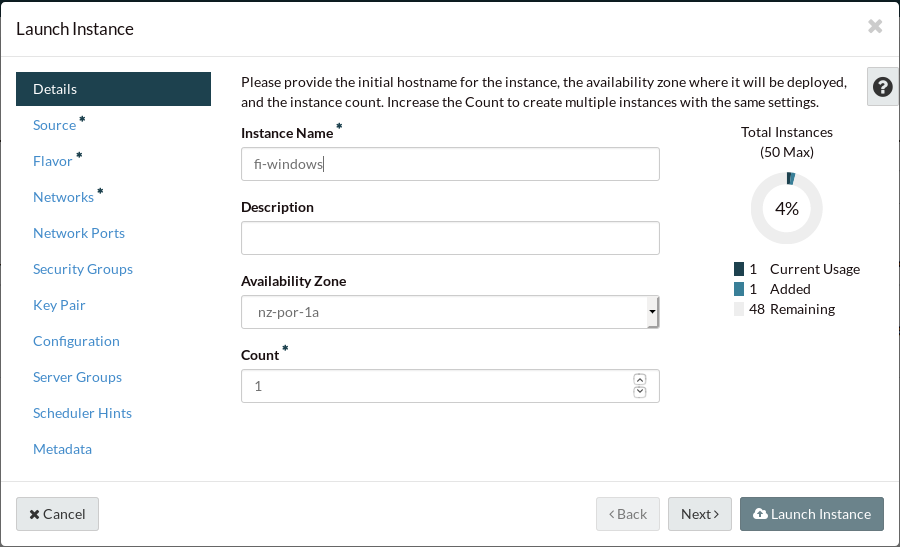 Launch Instance
Details
Source *
Flavor *
Networks *
Network Ports
Security Groups
Key Pair
Configuration
Server Groups
Scheduler Hints
Metadata
Please provide the initial hostname for the instance, the availability zone where it will be deployed,
and the instance count. Increase the Count to create multiple instances with the same settings.
Instance Name *
fi-windows
Description
Availability Zone
nz-por-1a
Count *
1
Total Instances
(50 Max)
4%
1 Current Usage
1 Added
48 Remaining
Cancel
Back
Next
Launch Instance